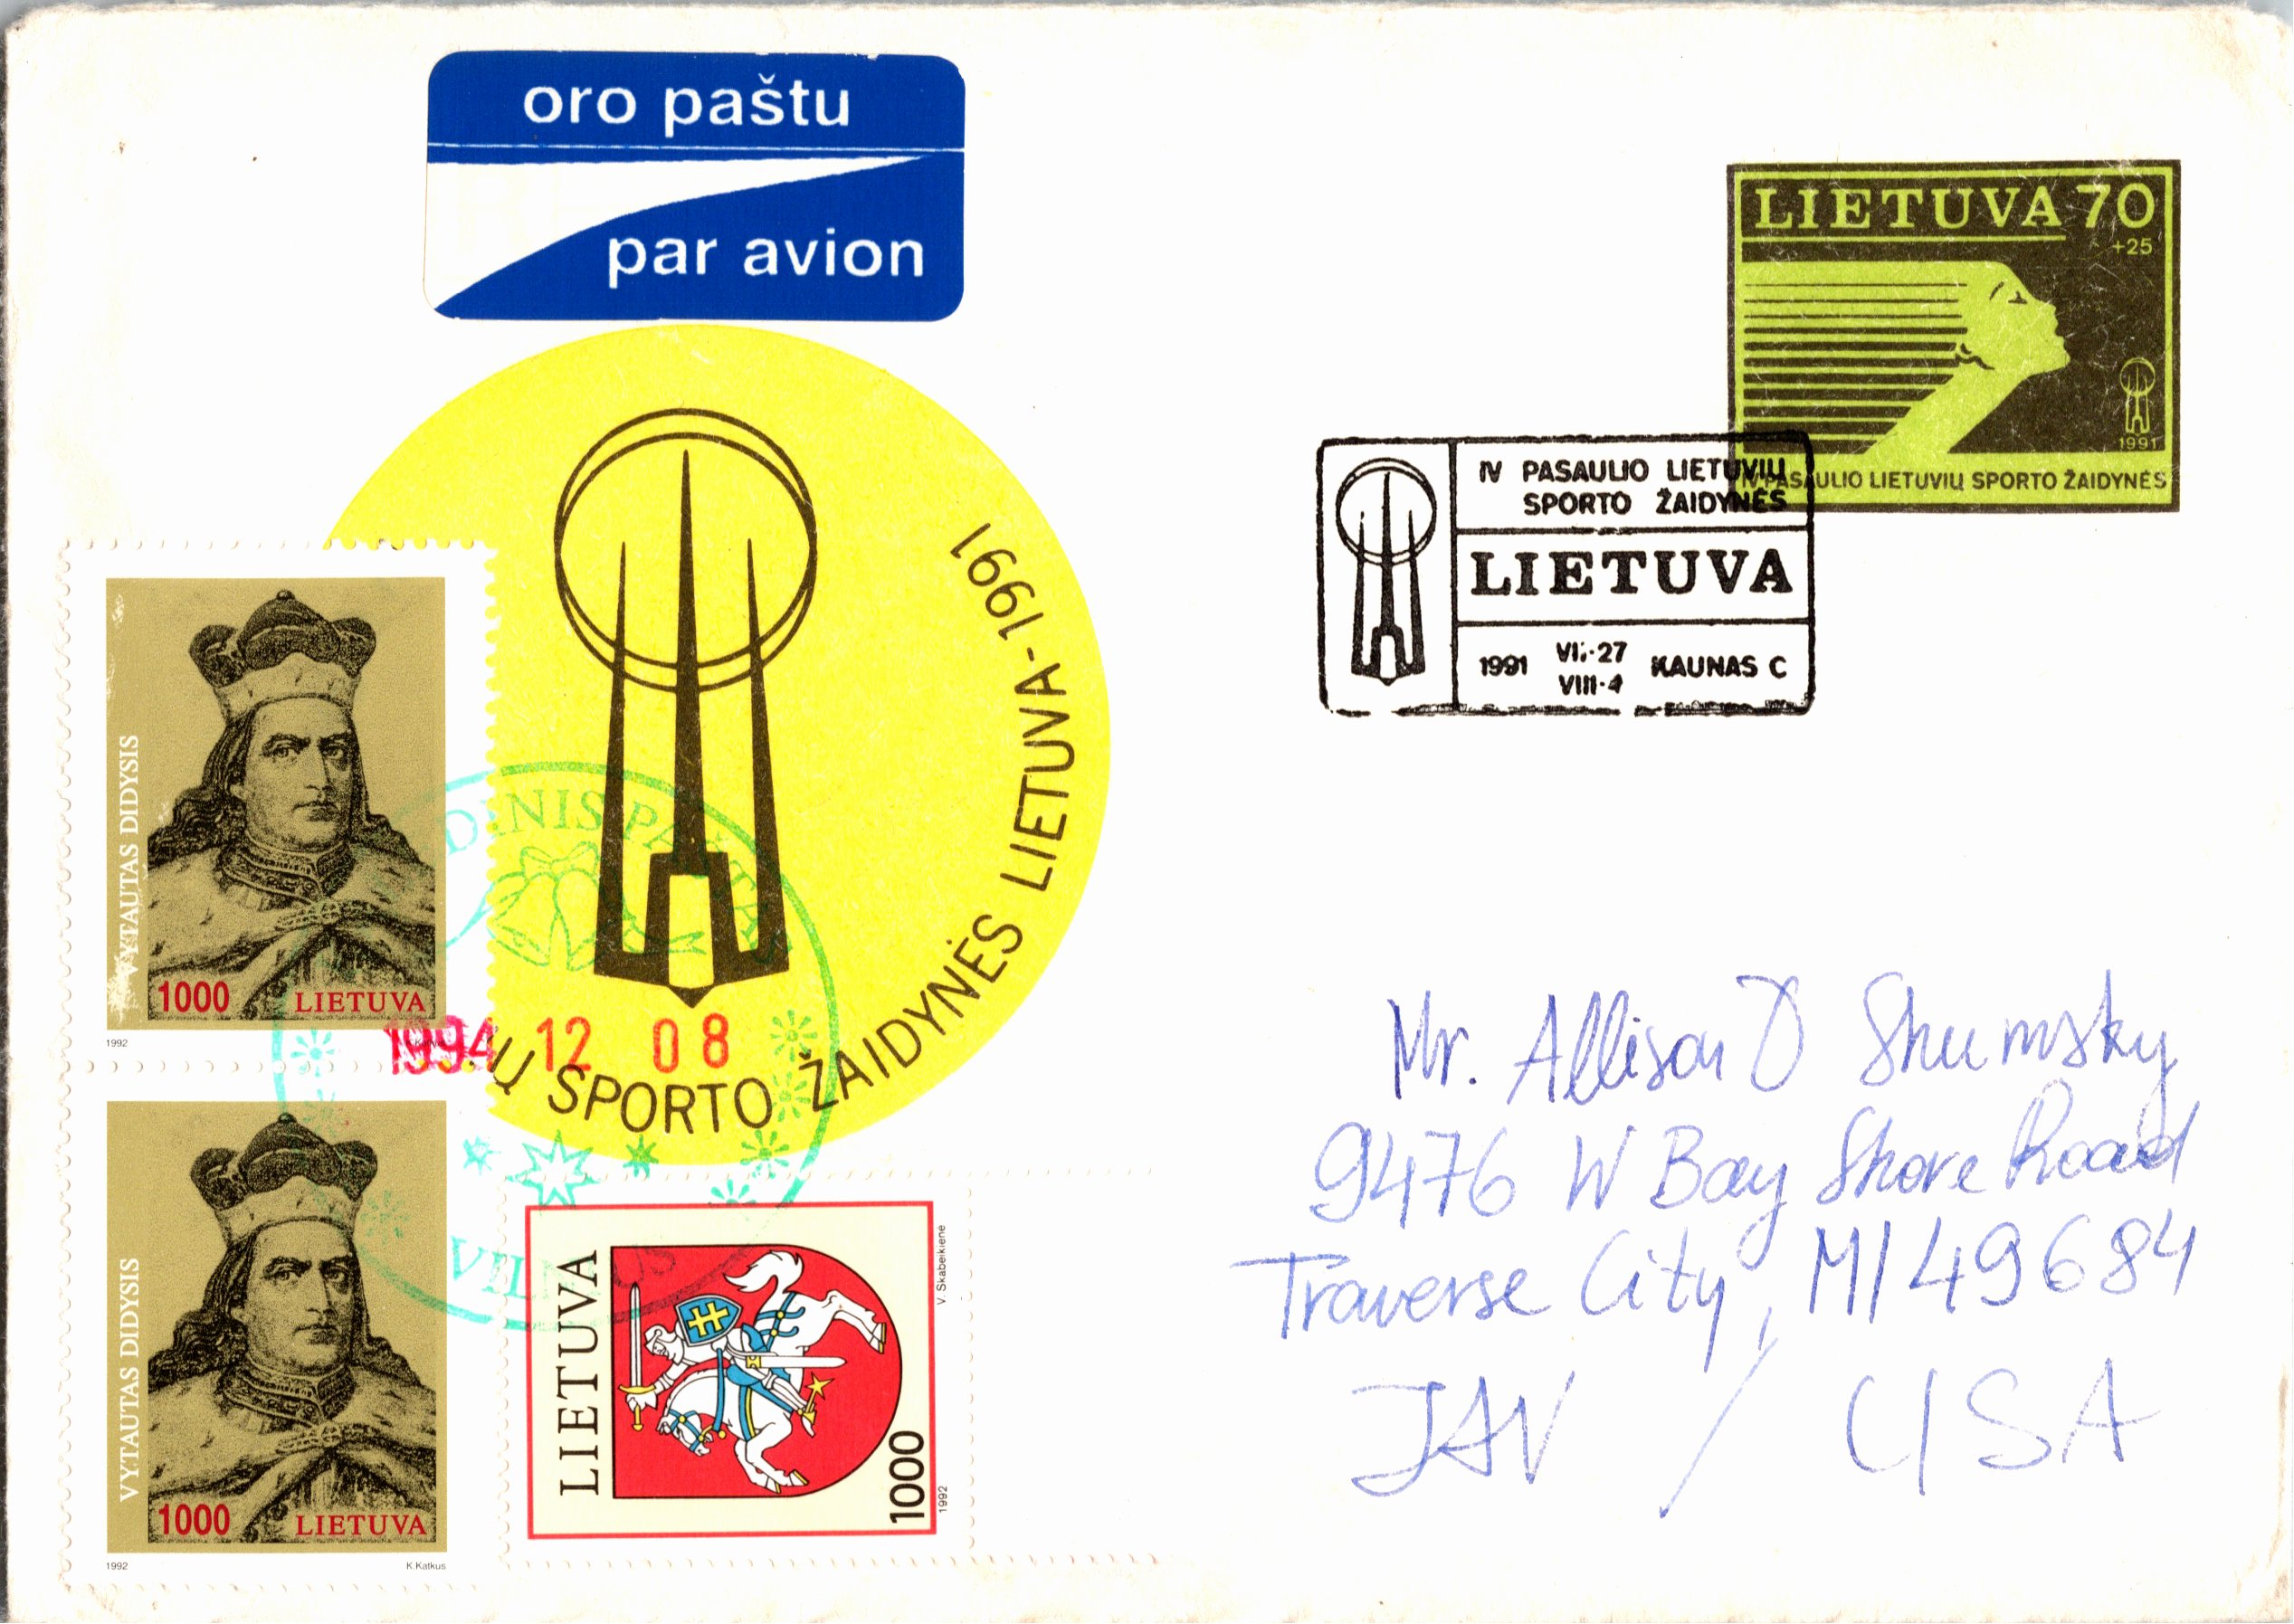 oro paštu
par avion
LIETUVA 70
+25
1991
IV PASAULIO LIETUVIŲ SPORTO ŽAIDYNĖS
IV PASAULIO LIETUVIŲ
SPORTO ŽAIDYNĖS
LIETUVA
1991 VII·27 KAUNAS C
VIII·4
Ų SPORTO ŽAIDYNĖS LIETUVA-1991
VYTAUTAS DIDYSIS
1000 LIETUVA
1992
1994 12 08
VILNIUS
VYTAUTAS DIDYSIS
1000 LIETUVA
1992 K.Katkus
LIETUVA
1000
V. Skabeikienė
1992
Mr. Allison D Shumsky
9476 W Bay Shore Road
Traverse City, MI 49684
JAV / USA